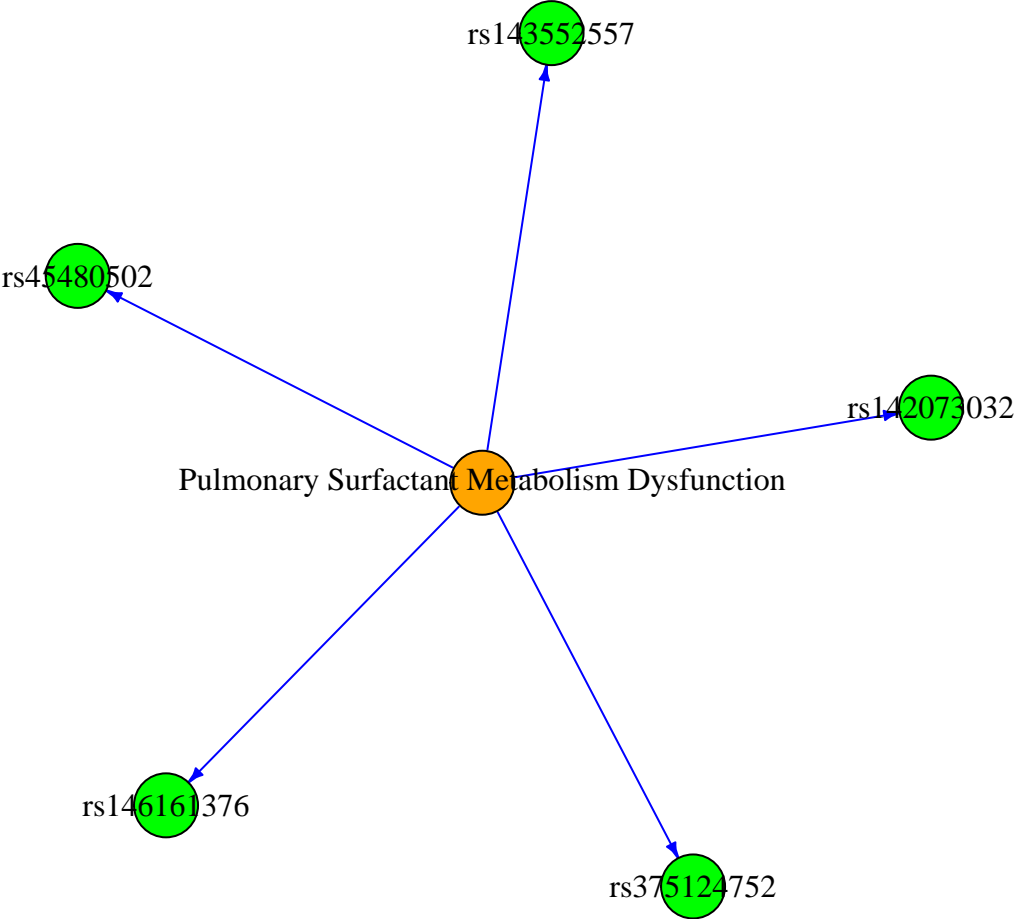 rs143552557
rs45480502
rs142073032
Pulmonary Surfactant Metabolism Dysfunction
rs146161376
rs375124752